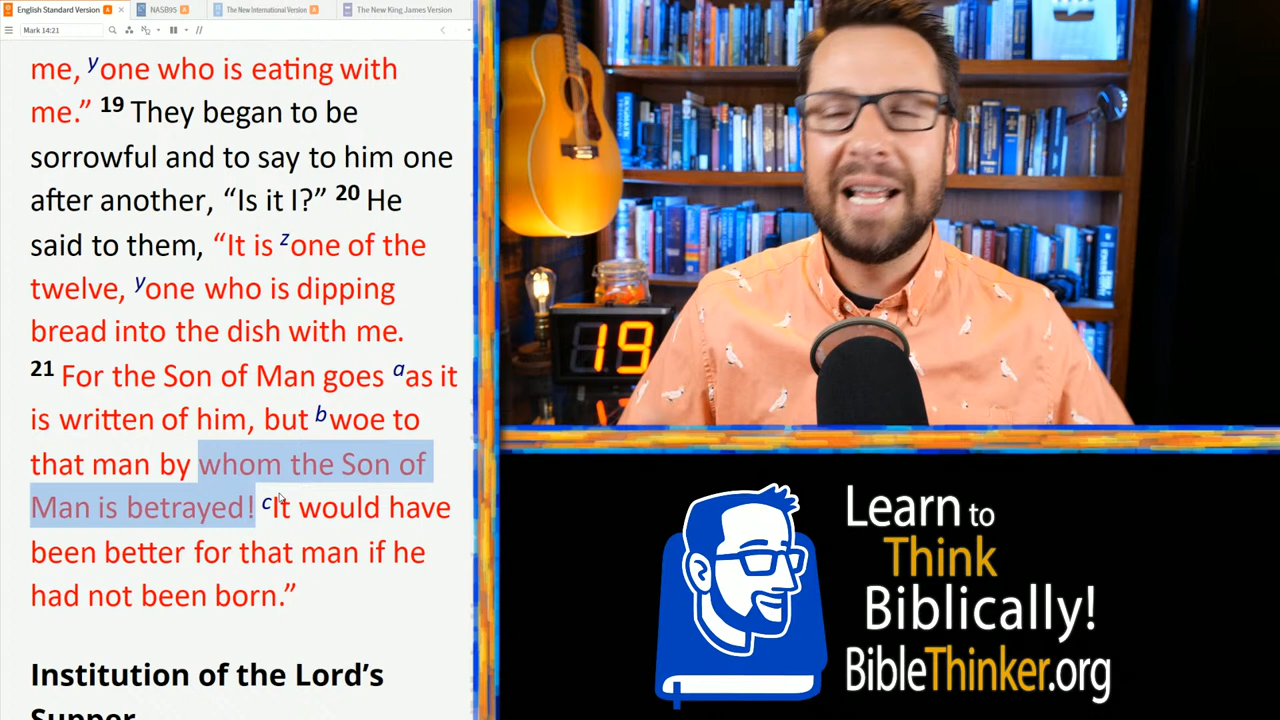 English Standard Version A ×
NASB95 A
The New International Version A
The New King James Version
Mark 14:21
me, yone who is eating with
me.” 19 They began to be
sorrowful and to say to him one
after another, “Is it I?” 20 He
said to them, “It is zone of the
twelve, yone who is dipping
bread into the dish with me.
21 For the Son of Man goes aas it
is written of him, but bwoe to
that man by whom the Son of
Man is betrayed! cIt would have
been better for that man if he
had not been born.”
Institution of the Lord’s
Supper
19
Learn to
Think
Biblically!
BibleThinker.org